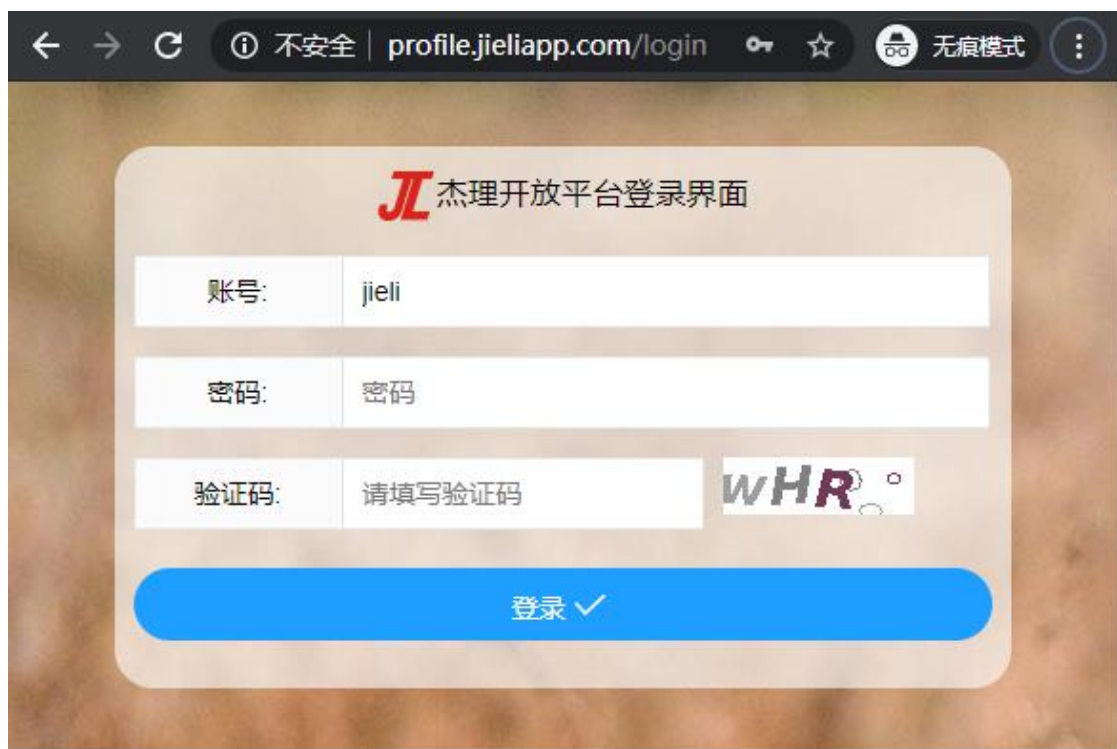 不安全 | profile.jieliapp.com/login 无痕模式
JL 杰理开放平台登录界面
账号: jieli
密码: 密码
验证码: 请填写验证码 wHR
登录